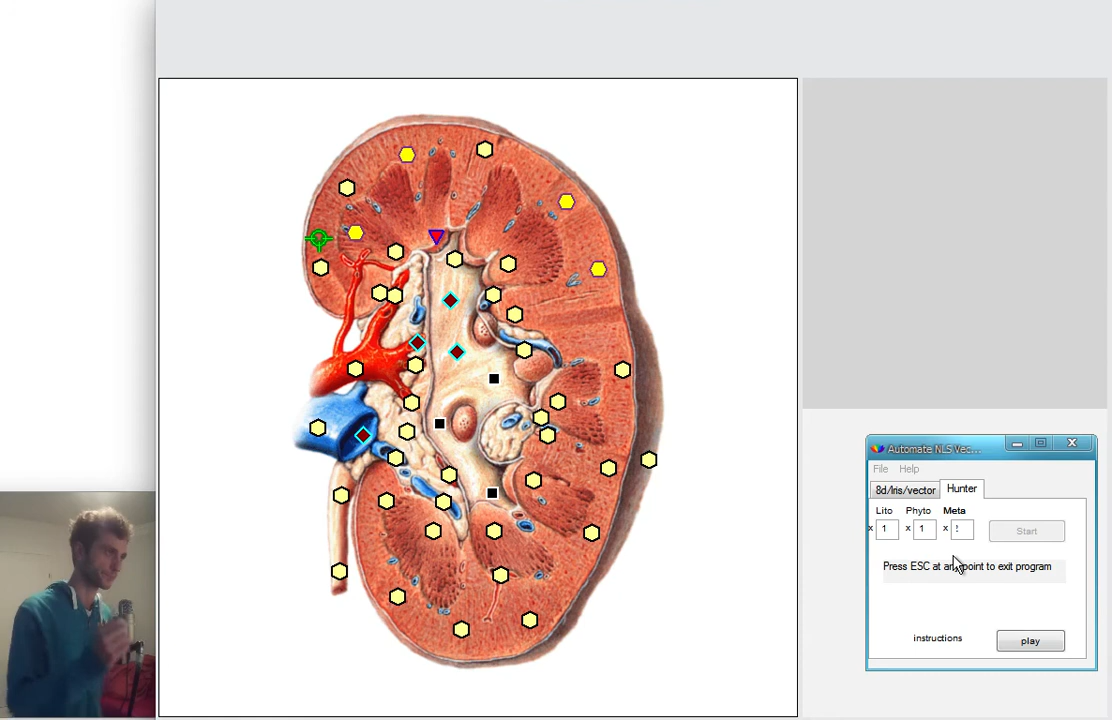 Automate NLS Vec...
File Help
8d/Iris/vector Hunter
Lito Phyto Meta
x 1 x 1 x ! Start
Press ESC at any point to exit program
instructions play